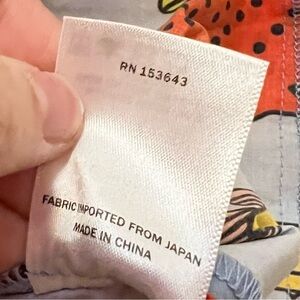 RN 153643
FABRIC IMPORTED FROM JAPAN
MADE IN CHINA